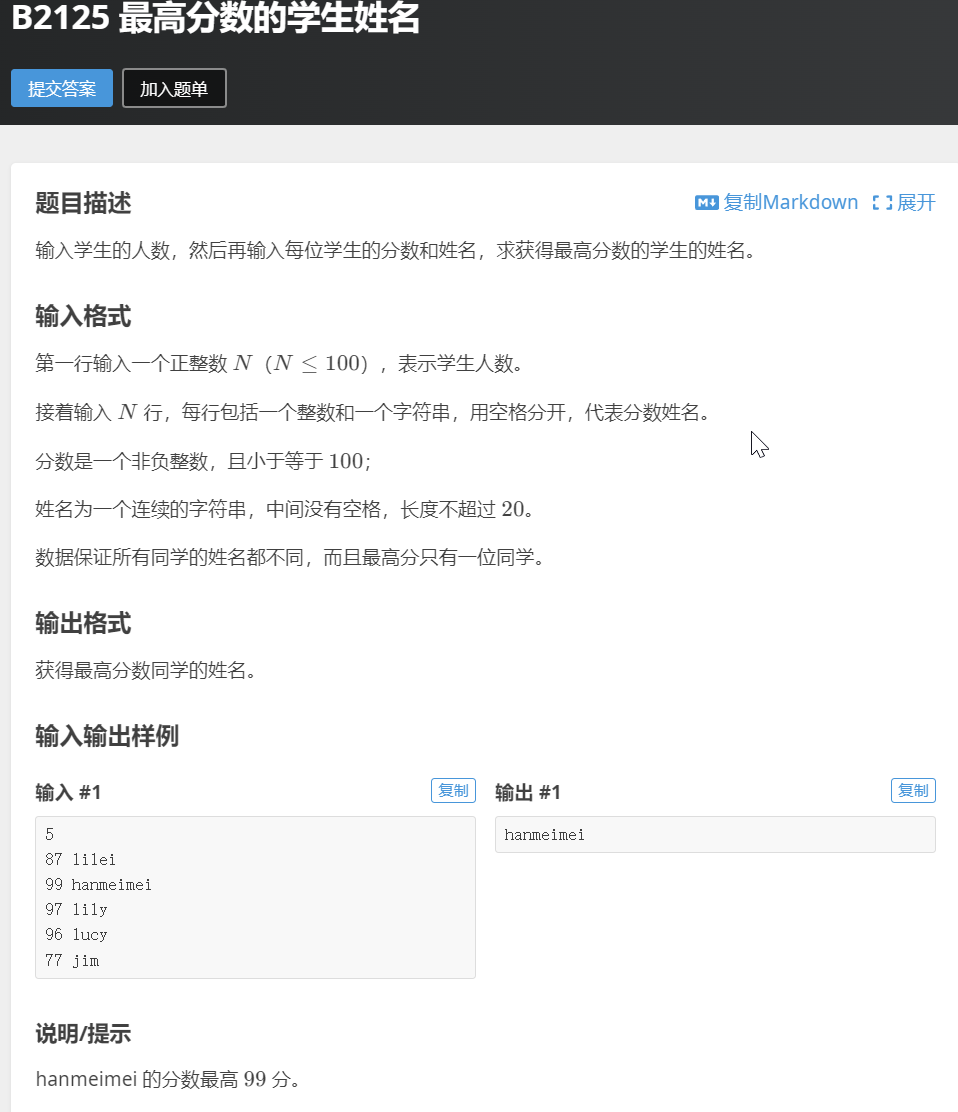 B2125 最高分数的学生姓名
提交答案 加入题单
题目描述 复制Markdown 展开
输入学生的人数，然后再输入每位学生的分数和姓名，求获得最高分数的学生的姓名。
输入格式
第一行输入一个正整数 N（N ≤ 100），表示学生人数。
接着输入 N 行，每行包括一个整数和一个字符串，用空格分开，代表分数姓名。
分数是一个非负整数，且小于等于 100；
姓名为一个连续的字符串，中间没有空格，长度不超过 20。
数据保证所有同学的姓名都不同，而且最高分只有一位同学。
输出格式
获得最高分数同学的姓名。
输入输出样例
输入 #1 复制
5
87 lilei
99 hanmeimei
97 lily
96 lucy
77 jim
输出 #1 复制
hanmeimei
说明/提示
hanmeimei 的分数最高 99 分。